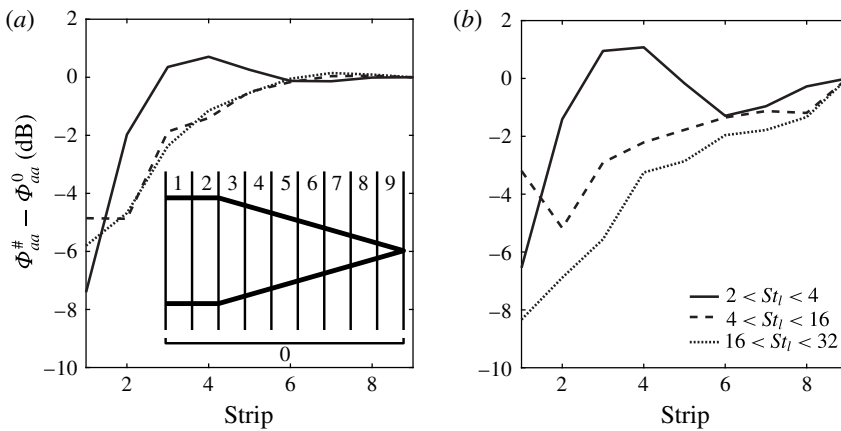 (a)
(b)
2
0
−2
−4
−6
−8
−10
Φ#aa − Φ0aa (dB)
1 2 3 4 5 6 7 8 9
0
2 4 6 8
Strip
2
0
−2
−4
−6
−8
−10
2 < Stl < 4
4 < Stl < 16
16 < Stl < 32
2 4 6 8
Strip